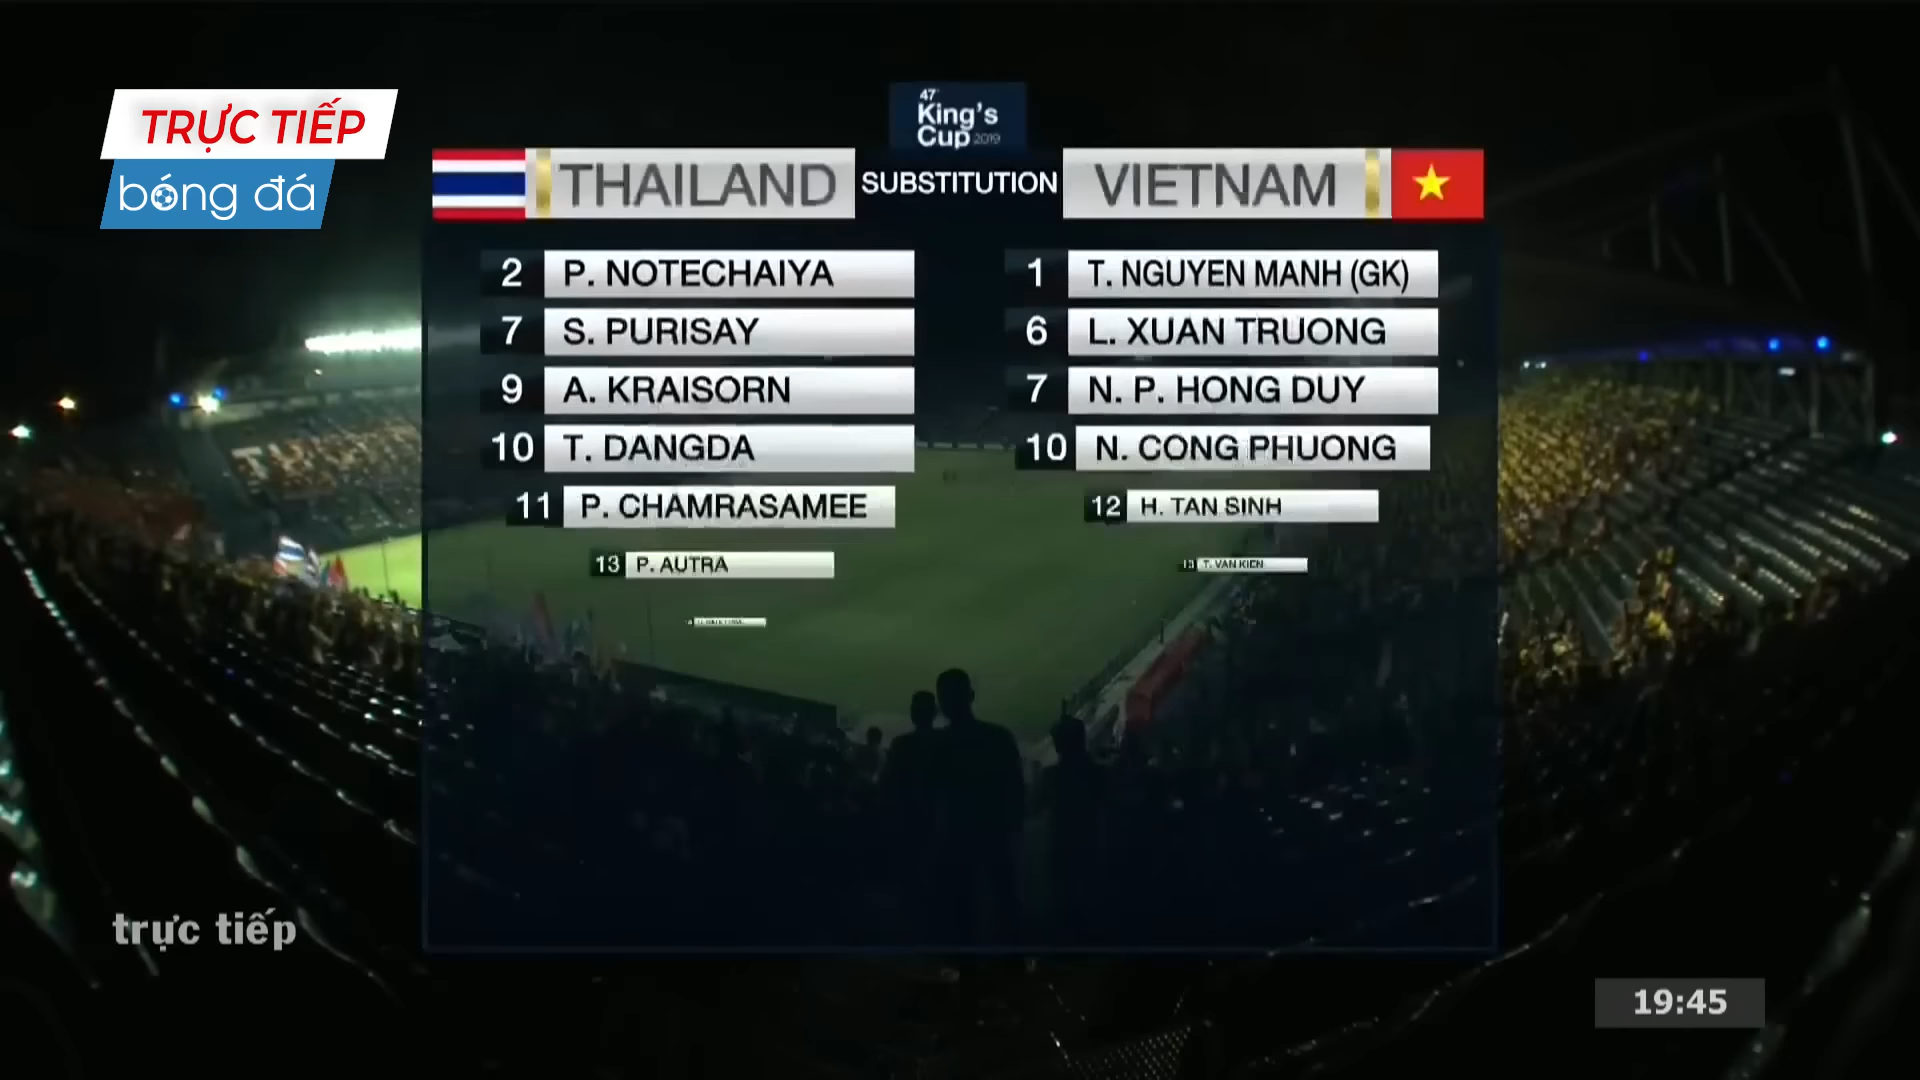 TRỰC TIẾP
bóng đá
47
King's
Cup 2019
THAILAND
SUBSTITUTION
VIETNAM
2 P. NOTECHAIYA
1 T. NGUYEN MANH (GK)
7 S. PURISAY
6 L. XUAN TRUONG
9 A. KRAISORN
7 N. P. HONG DUY
10 T. DANGDA
10 N. CONG PHUONG
11 P. CHAMRASAMEE
12 H. TAN SINH
13 P. AUTRA
13 T. VAN KIEN
trực tiếp
19:45